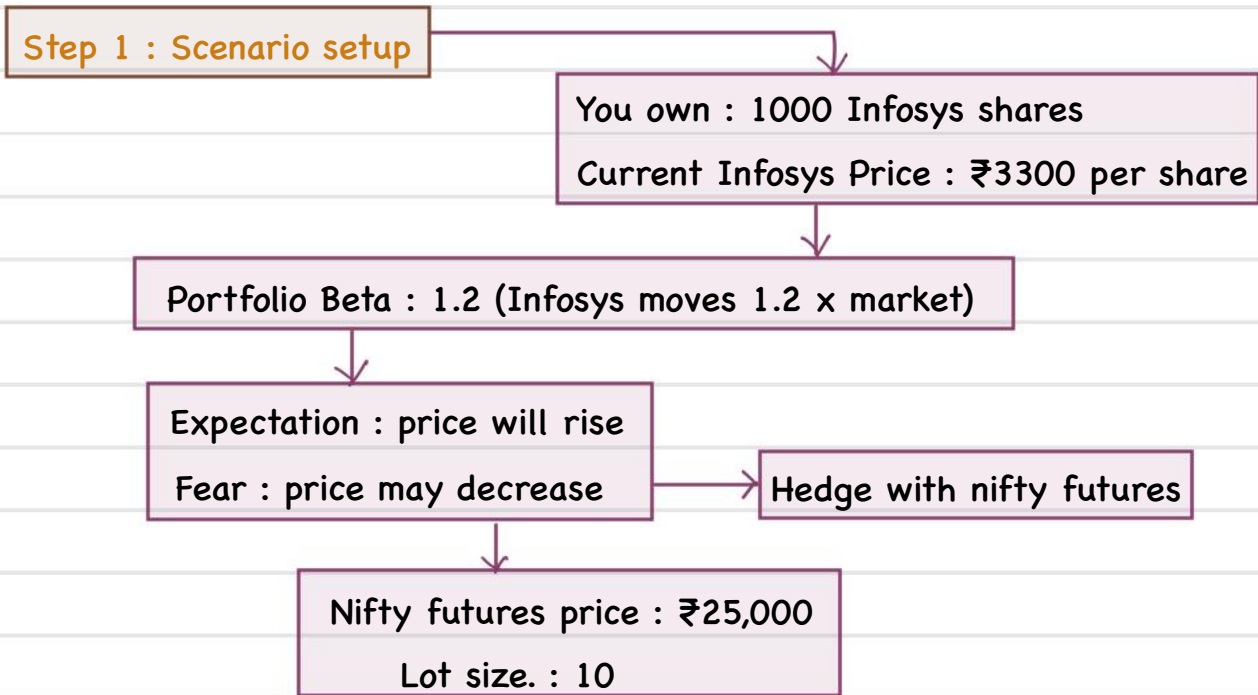 Step 1 : Scenario setup
You own : 1000 Infosys shares
Current Infosys Price : ₹3300 per share
Portfolio Beta : 1.2 (Infosys moves 1.2 x market)
Expectation : price will rise
Fear : price may decrease
Hedge with nifty futures
Nifty futures price : ₹25,000
Lot size. : 10